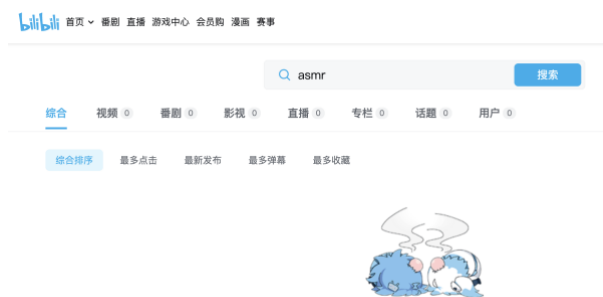 bilibili 首页 番剧 直播 游戏中心 会员购 漫画 赛事
asmr 搜索
综合 视频 0 番剧 0 影视 0 直播 0 专栏 0 话题 0 用户 0
综合排序 最多点击 最新发布 最多弹幕 最多收藏